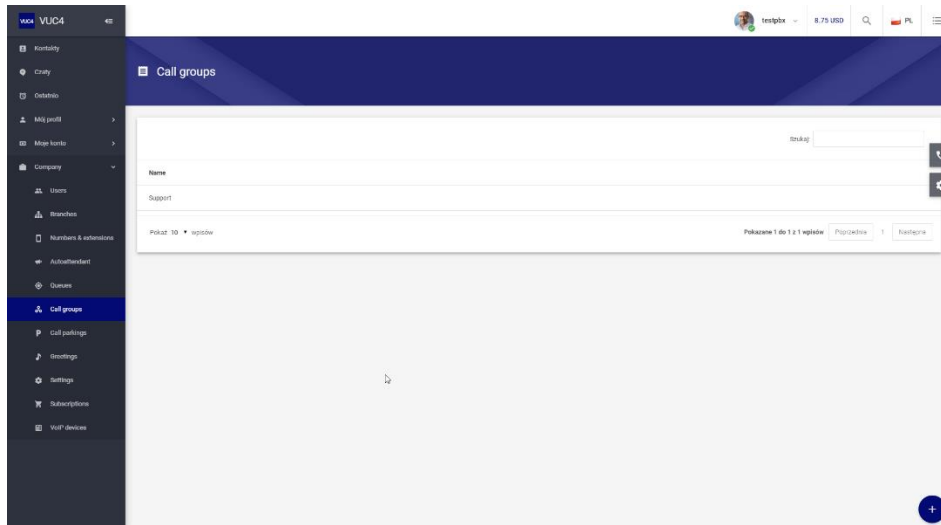 VUC4 VUC4
testpbx 8.75 USD PL
Kontakty
Czaty
Ostatnio
Mój profil
Moje konto
Company
Users
Branches
Numbers & extensions
Autoattendant
Queues
Call groups
Call parkings
Greetings
Settings
Subscriptions
VoIP devices
Call groups
Szukaj:
Name
Support
Pokaż 10 wpisów
Pokazane 1 do 1 z 1 wpisów Poprzednie 1 Następne